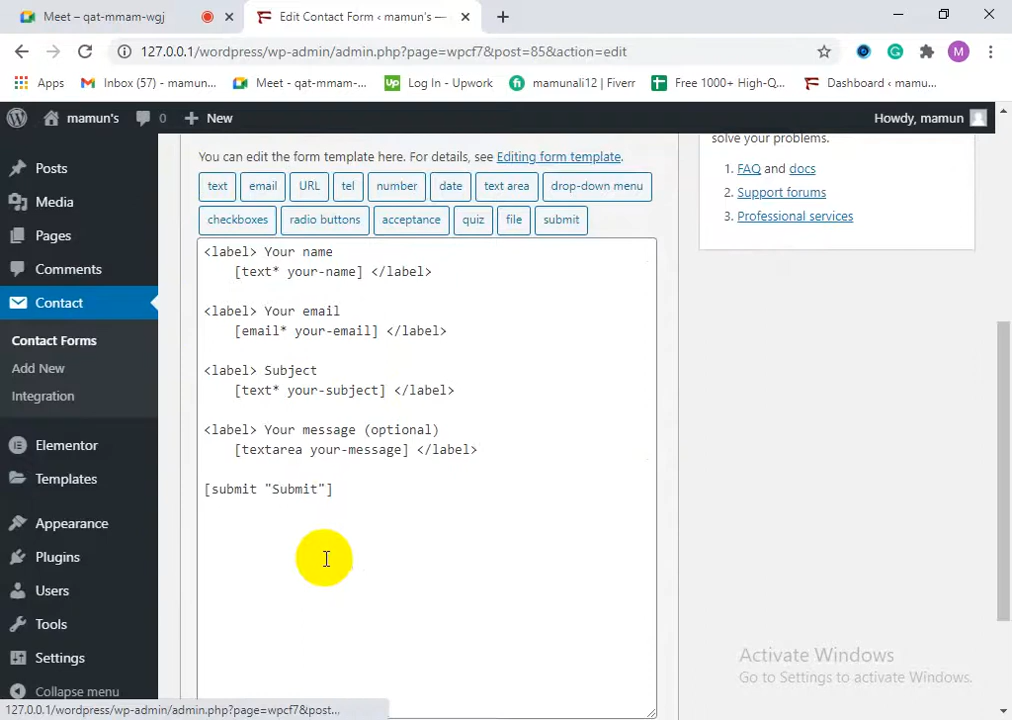 Meet – qat-mmam-wgj
Edit Contact Form ‹ mamun's —
127.0.0.1/wordpress/wp-admin/admin.php?page=wpcf7&post=85&action=edit
M
Apps
Inbox (57) - mamun...
Meet - qat-mmam-...
Up
Log In - Upwork
fi
mamunali12 | Fiverr
Free 1000+ High-Q...
Dashboard ‹ mamu...
mamun's
0
New
Howdy, mamun
Posts
Media
Pages
Comments
Contact
Contact Forms
Add New
Integration
Elementor
Templates
Appearance
Plugins
Users
Tools
Settings
Collapse menu
You can edit the form template here. For details, see Editing form template.
text
email
URL
tel
number
date
text area
drop-down menu
checkboxes
radio buttons
acceptance
quiz
file
submit
<label> Your name
[text* your-name] </label>
<label> Your email
[email* your-email] </label>
<label> Subject
[text* your-subject] </label>
<label> Your message (optional)
[textarea your-message] </label>
[submit "Submit"]
solve your problems.
1. FAQ and docs
2. Support forums
3. Professional services
Activate Windows
Go to Settings to activate Windows.
127.0.0.1/wordpress/wp-admin/admin.php?page=wpcf7&post...